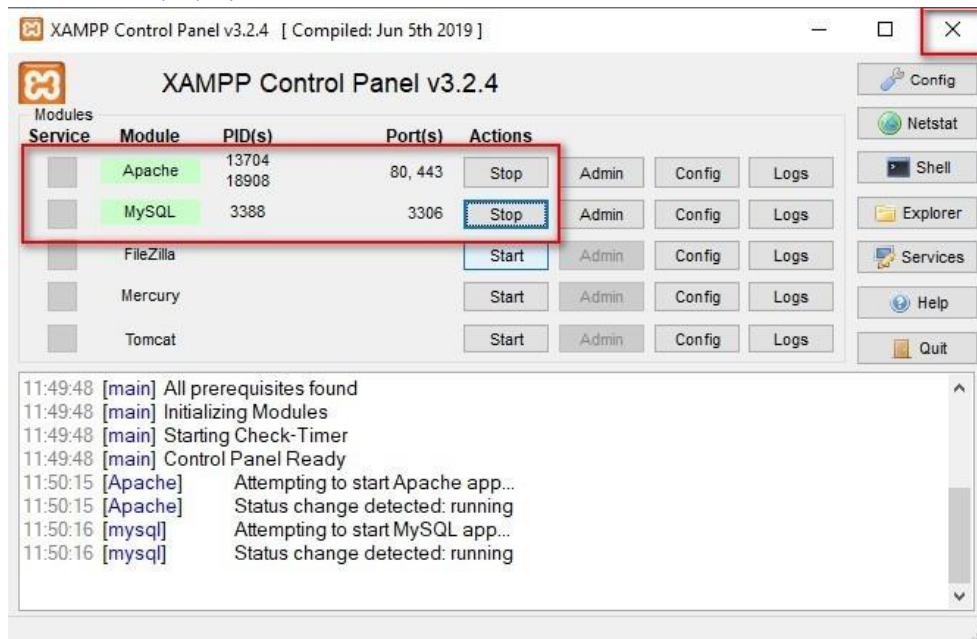 XAMPP Control Panel v3.2.4 [ Compiled: Jun 5th 2019 ]
XAMPP Control Panel v3.2.4
Config
Modules
Service Module PID(s) Port(s) Actions
Netstat
Apache 13704 18908 80, 443 Stop Admin Config Logs
Shell
MySQL 3388 3306 Stop Admin Config Logs
Explorer
FileZilla Start Admin Config Logs
Services
Mercury Start Admin Config Logs
Help
Tomcat Start Admin Config Logs
Quit
11:49:48 [main] All prerequisites found
11:49:48 [main] Initializing Modules
11:49:48 [main] Starting Check-Timer
11:49:48 [main] Control Panel Ready
11:50:15 [Apache] Attempting to start Apache app...
11:50:15 [Apache] Status change detected: running
11:50:16 [mysql] Attempting to start MySQL app...
11:50:16 [mysql] Status change detected: running